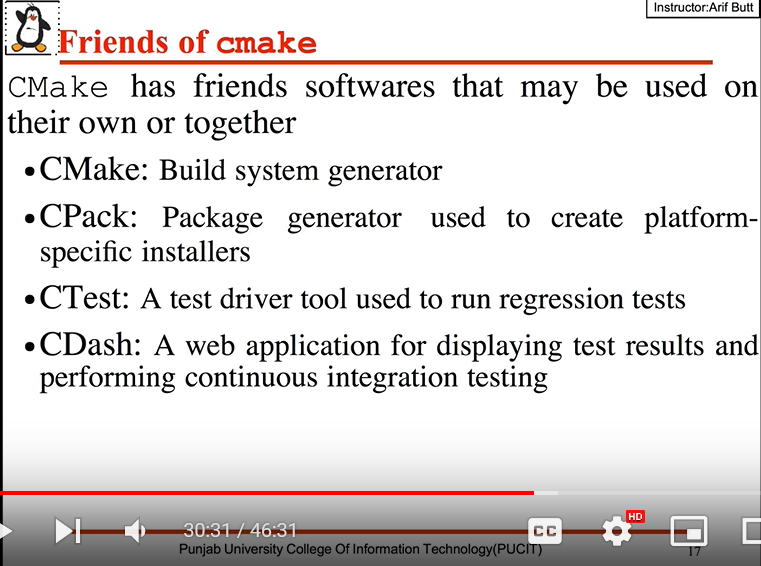 Instructor:Arif Butt
Friends of cmake
CMake has friends softwares that may be used on
their own or together
•CMake: Build system generator
•CPack: Package generator used to create platform-
specific installers
•CTest: A test driver tool used to run regression tests
•CDash: A web application for displaying test results and
performing continuous integration testing
30:31 / 46:31
CC
HD
Punjab University College Of Information Technology(PUCIT)
17